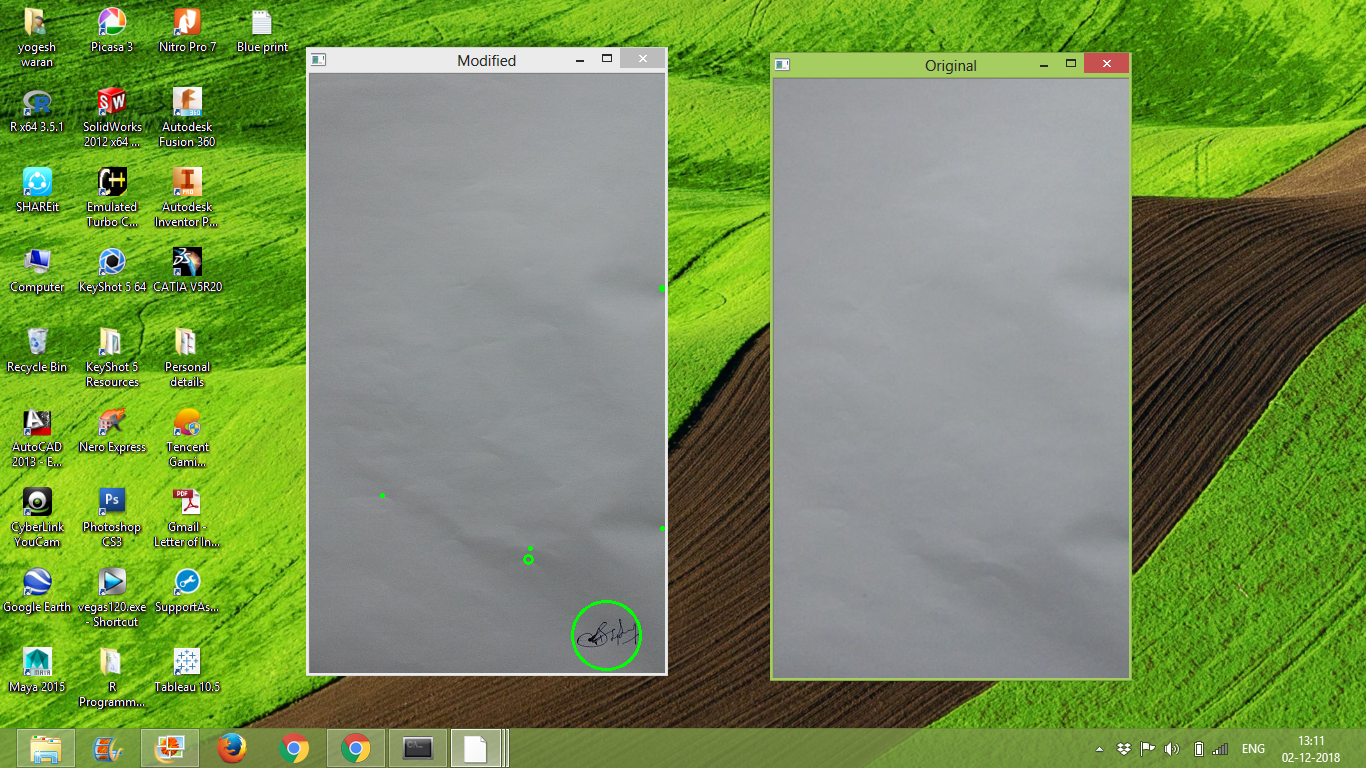 yogesh
waran
Picasa 3
Nitro Pro 7
Blue print
R x64 3.5.1
SolidWorks
2012 x64 ...
Autodesk
Fusion 360
SHAREit
Emulated
Turbo C...
Autodesk
Inventor P...
Computer
KeyShot 5 64
CATIA V5R20
Recycle Bin
KeyShot 5
Resources
Personal
details
AutoCAD
2013 - E...
Nero Express
Tencent
Gami...
CyberLink
YouCam
Photoshop
CS3
Gmail -
Letter of In...
Google Earth
vegas120.exe
- Shortcut
SupportAs...
Maya 2015
R
Programm...
Tableau 10.5
Modified
Original
ENG
13:11
02-12-2018